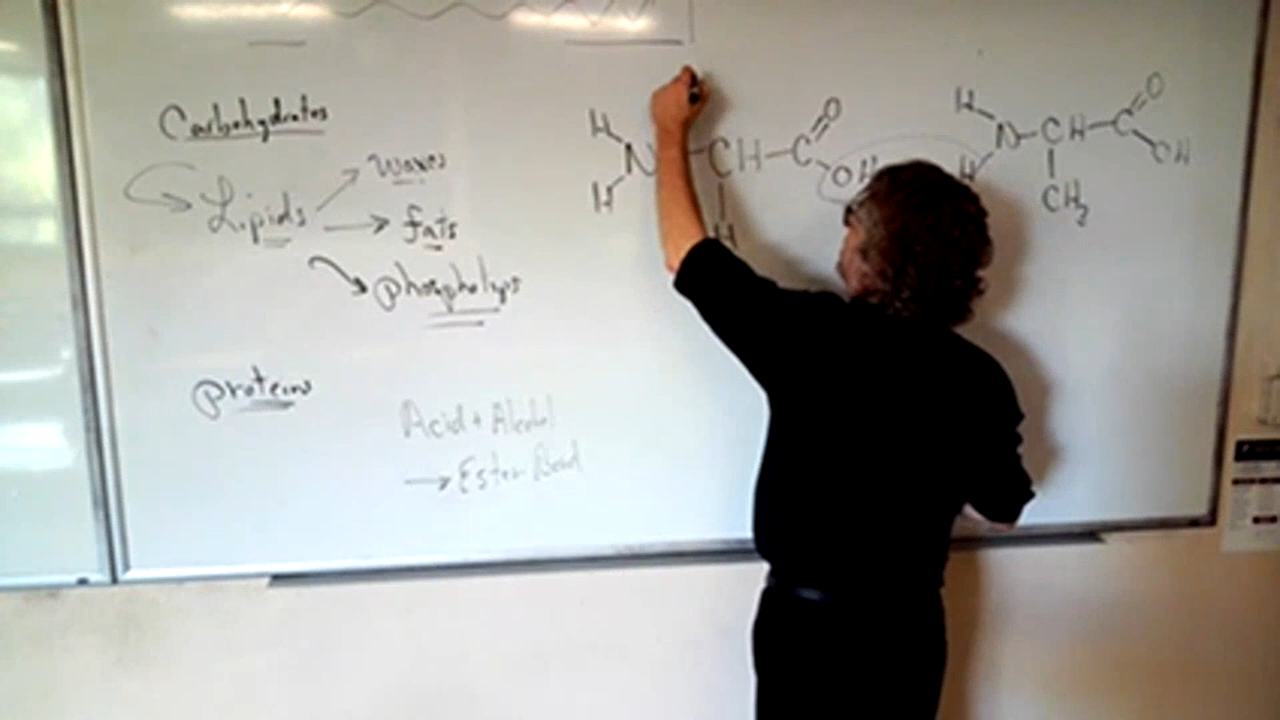 Carbohydrates
Lipids
Waxes
fats
phospholips
proteins
Acid + Alcohol
→ Ester Bond
H
N
H
CH
C
O
OH
H
H
N
H
CH
C
O
OH
CH₃